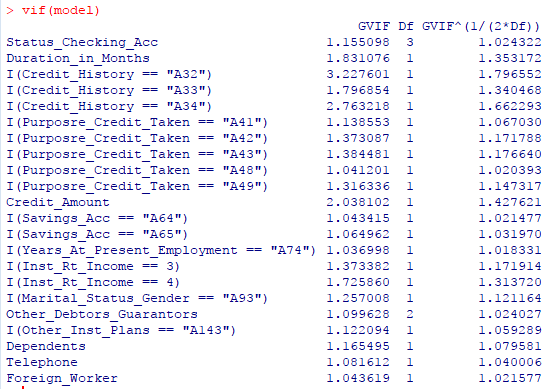 > vif(model)
GVIF Df GVIF^(1/(2*Df))
Status_Checking_Acc 1.155098 3 1.024322
Duration_in_Months 1.831076 1 1.353172
I(Credit_History == "A32") 3.227601 1 1.796552
I(Credit_History == "A33") 1.796854 1 1.340468
I(Credit_History == "A34") 2.763218 1 1.662293
I(Purposre_Credit_Taken == "A41") 1.138553 1 1.067030
I(Purposre_Credit_Taken == "A42") 1.373087 1 1.171788
I(Purposre_Credit_Taken == "A43") 1.384481 1 1.176640
I(Purposre_Credit_Taken == "A48") 1.041201 1 1.020393
I(Purposre_Credit_Taken == "A49") 1.316336 1 1.147317
Credit_Amount 2.038102 1 1.427621
I(Savings_Acc == "A64") 1.043415 1 1.021477
I(Savings_Acc == "A65") 1.064962 1 1.031970
I(Years_At_Present_Employment == "A74") 1.036998 1 1.018331
I(Inst_Rt_Income == 3) 1.373382 1 1.171914
I(Inst_Rt_Income == 4) 1.725860 1 1.313720
I(Marital_Status_Gender == "A93") 1.257008 1 1.121164
Other_Debtors_Guarantors 1.099628 2 1.024027
I(Other_Inst_Plans == "A143") 1.122094 1 1.059289
Dependents 1.165495 1 1.079581
Telephone 1.081612 1 1.040006
Foreign_Worker 1.043619 1 1.021577